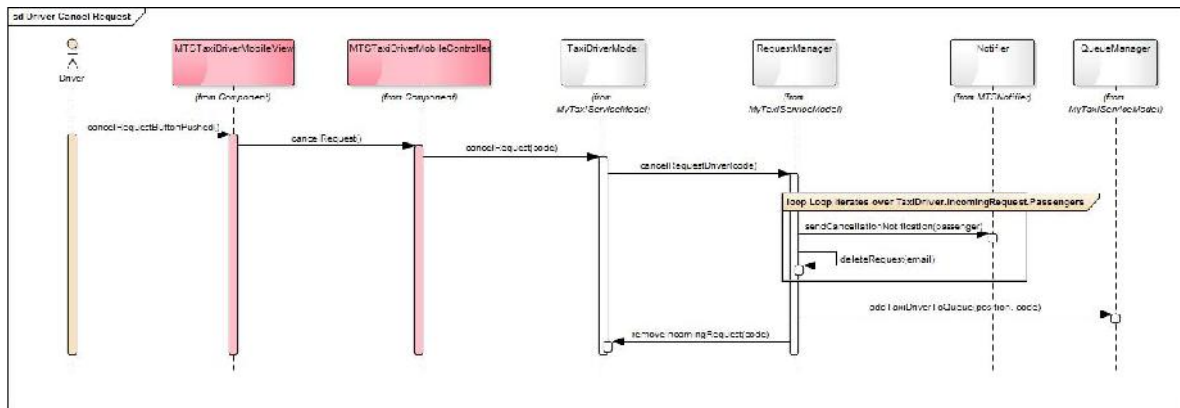 sd Driver Cancel Request
Driver
MTSTaxiDriverMobileView
(from Component)
MTSTaxiDriverMobileController
(from Component)
TaxiDriverModel
(from
MyTaxiServiceModel)
RequestManager
(from
MyTaxiServiceModel)
Notifier
(from MTSNotifier)
QueueManager
(from
MyTaxiServiceModel)
cancelRequestButtonPushed()
cancelRequest()
cancelRequest(code)
cancelRequestDriver(code)
loop Loop iterates over TaxiDriver.IncomingRequest.Passengers
sendCancellationNotification(passenger)
deleteRequest(email)
addTaxiDriverToQueue(position, code)
removeIncomingRequest(code)